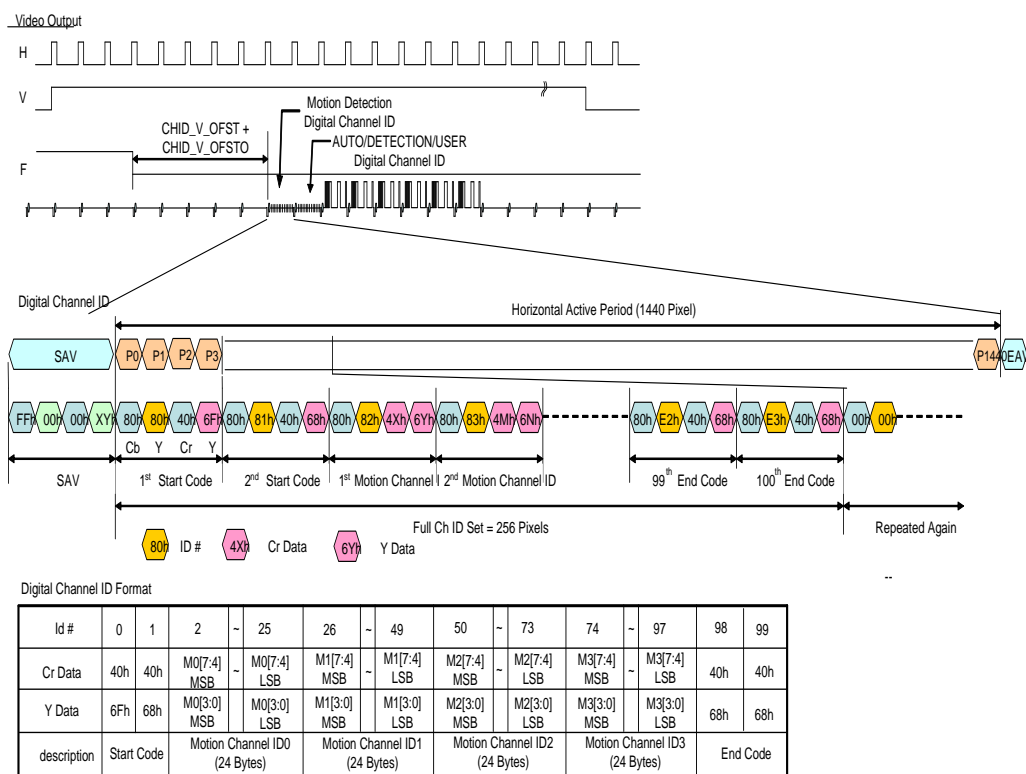 Video Output
H
V
Motion Detection
Digital Channel ID
CHID_V_OFST +
CHID_V_OFSTO
AUTO/DETECTION/USER
Digital Channel ID
F
Digital Channel ID
Horizontal Active Period (1440 Pixel)
SAV P0 P1 P2 P3 P1440 EAV
FFh 00h 00h XYh 80h 80h 40h 6Fh 80h 81h 40h 68h 80h 82h 4Xh 6Yh 80h 83h 4Mh 6Nh 80h E2h 40h 68h 80h E3h 40h 68h 00h 00h
Cb Y Cr Y
SAV 1st Start Code 2nd Start Code 1st Motion Channel I 2nd Motion Channel ID 99th End Code 100th End Code
Full Ch ID Set = 256 Pixels Repeated Again
80h ID # 4Xh Cr Data 6Yh Y Data
--
Digital Channel ID Format
Id # 0 1 2 ~ 25 26 ~ 49 50 ~ 73 74 ~ 97 98 99
Cr Data 40h 40h M0[7:4] MSB ~ M0[7:4] LSB M1[7:4] MSB ~ M1[7:4] LSB M2[7:4] MSB ~ M2[7:4] LSB M3[7:4] MSB ~ M3[7:4] LSB 40h 40h
Y Data 6Fh 68h M0[3:0] MSB M0[3:0] LSB M1[3:0] MSB M1[3:0] LSB M2[3:0] MSB M2[3:0] LSB M3[3:0] MSB M3[3:0] LSB 68h 68h
description Start Code Motion Channel ID0 (24 Bytes) Motion Channel ID1 (24 Bytes) Motion Channel ID2 (24 Bytes) Motion Channel ID3 (24 Bytes) End Code